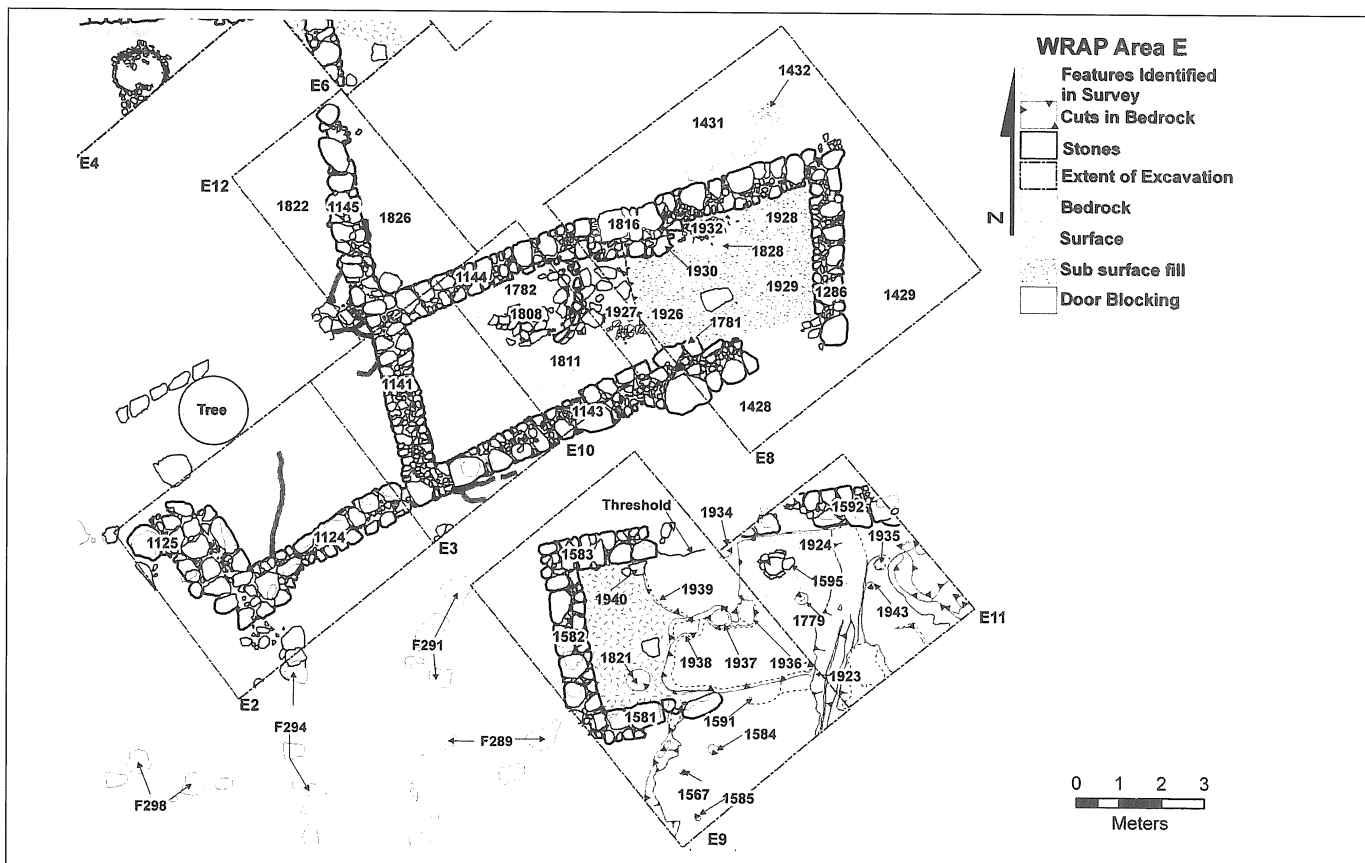 WRAP Area E
Features Identified
in Survey
Cuts in Bedrock
Stones
Extent of Excavation
Bedrock
Surface
Sub surface fill
Door Blocking
N
E4
E6
1432
1431
E12
1822
1145
1826
1816
1932
1928
1828
1144
1930
1782
1929
1286
1429
1808
1927
1926
1781
1811
1141
Tree
1143
1428
E10
E8
Threshold
1934
1592
1125
1124
1924
1935
E3
1583
1595
1939
1940
1943
1779
E11
1582
F291
1821
1938
1937
1936
1923
E2
1581
1591
F294
1584
F289
F298
1567
1585
E9
0 1 2 3
Meters